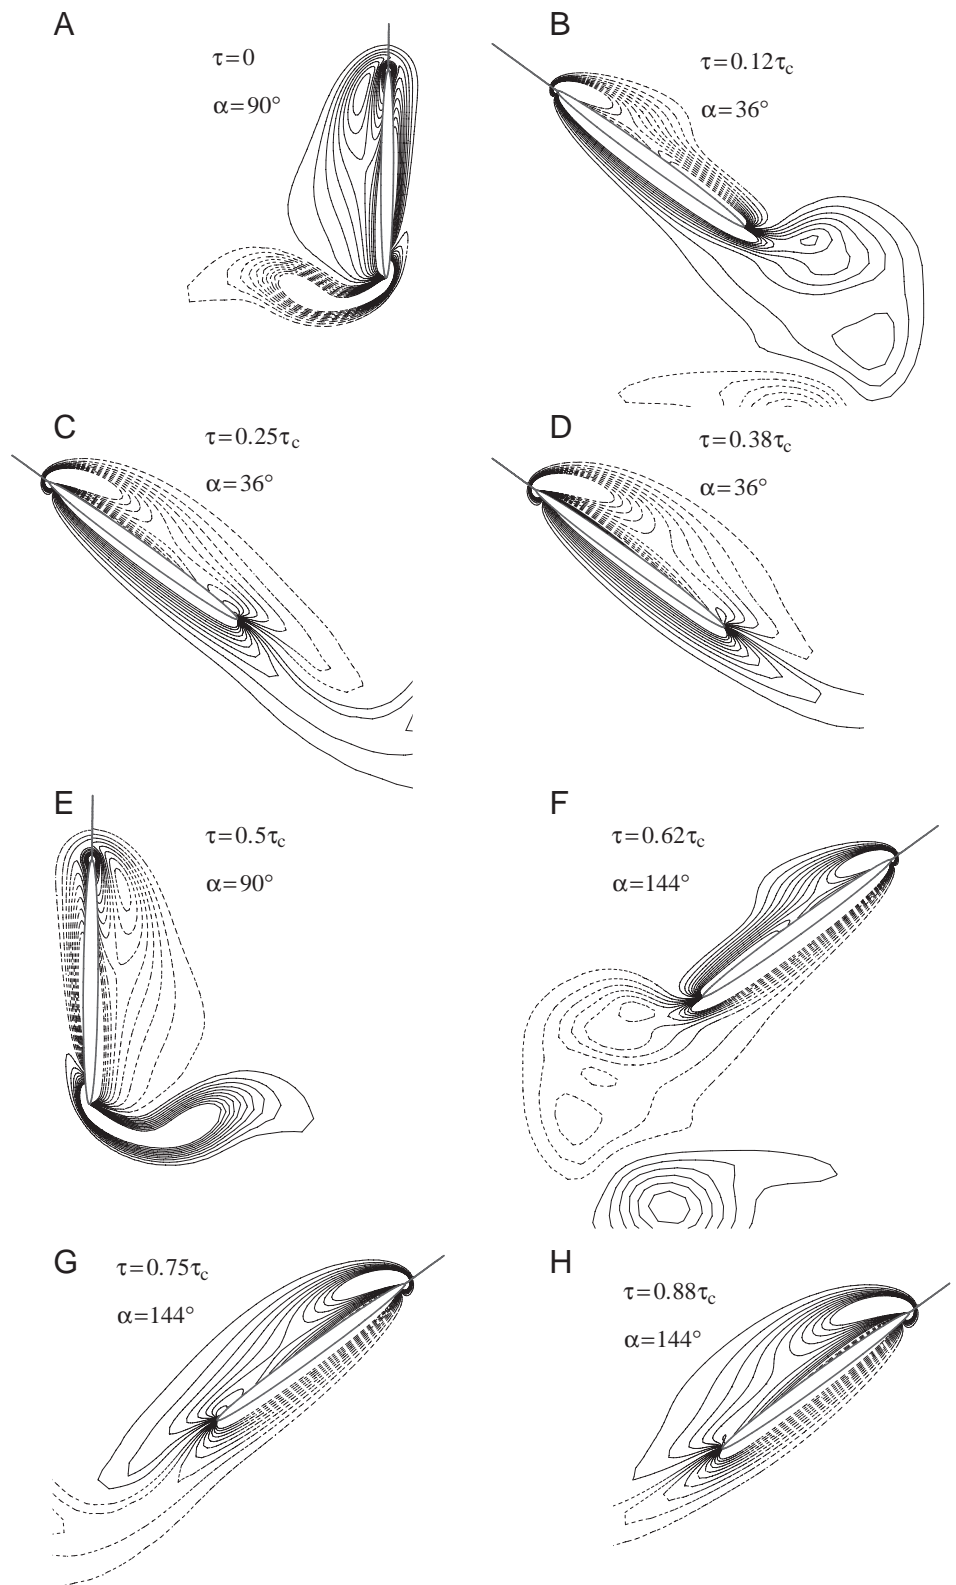 A
τ=0
α=90°
B
τ=0.12τc
α=36°
C
τ=0.25τc
α=36°
D
τ=0.38τc
α=36°
E
τ=0.5τc
α=90°
F
τ=0.62τc
α=144°
G
τ=0.75τc
α=144°
H
τ=0.88τc
α=144°